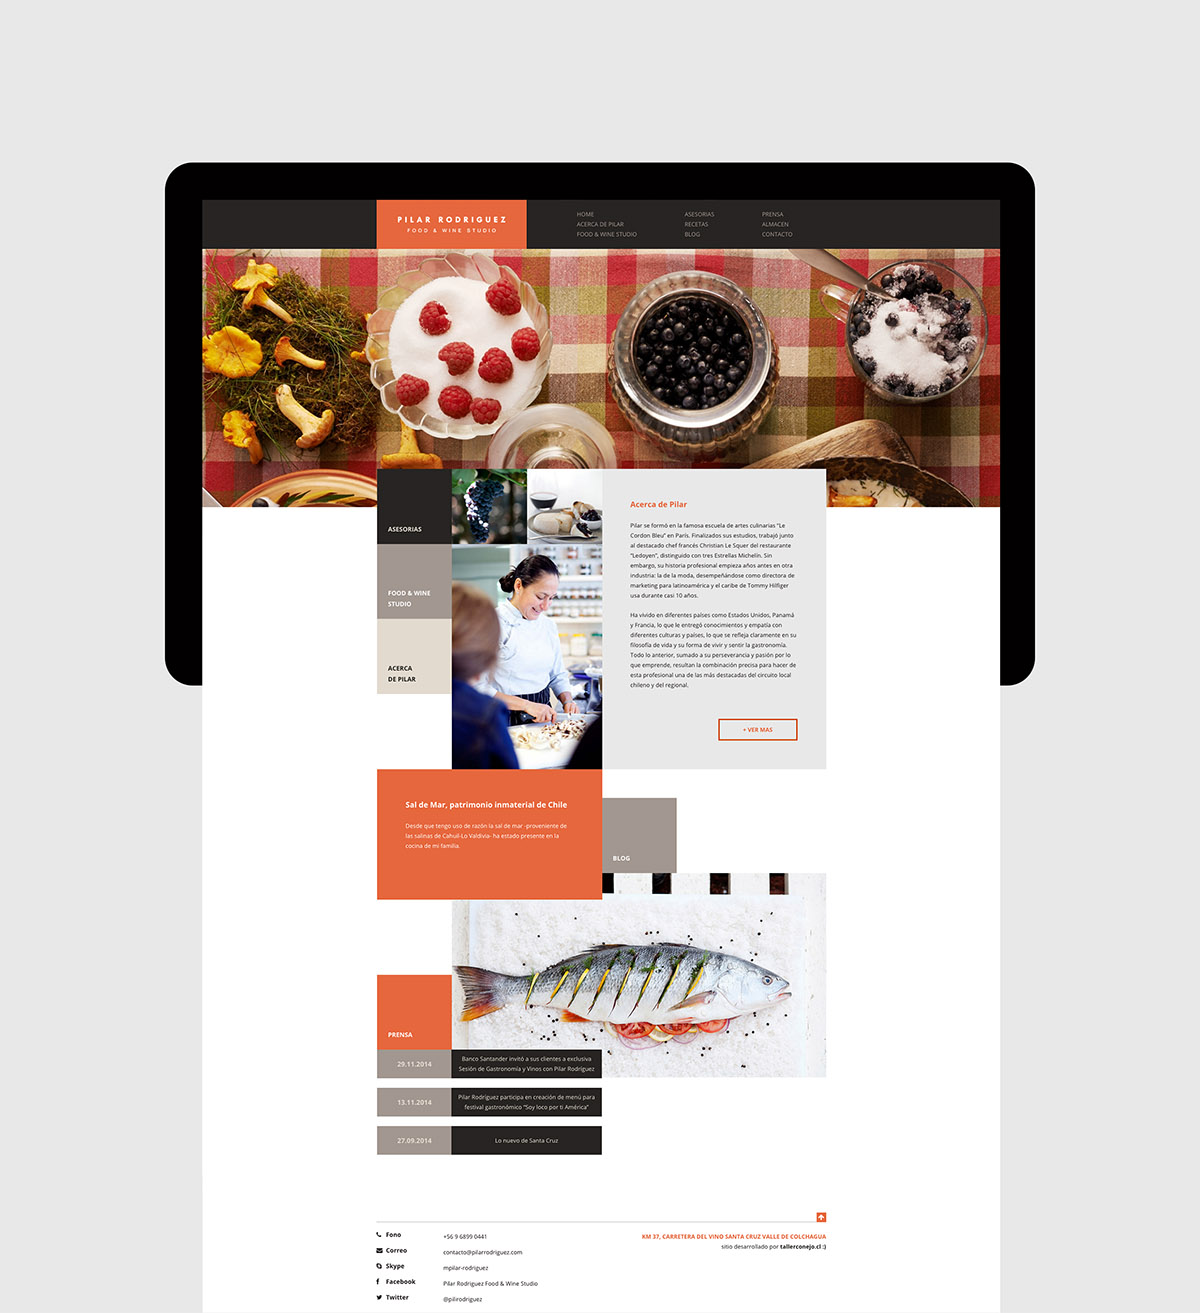 PILAR RODRIGUEZ
FOOD & WINE STUDIO
HOME
ACERCA DE PILAR
FOOD & WINE STUDIO
ASESORIAS
RECETAS
BLOG
PRENSA
ALMACEN
CONTACTO
ASESORIAS
FOOD & WINE
STUDIO
ACERCA
DE PILAR
Acerca de Pilar
Pilar se formó en la famosa escuela de artes culinarias “Le
Cordon Bleu” en París. Finalizados sus estudios, trabajó junto
al destacado chef francés Christian Le Squer del restaurante
“Ledoyen”, distinguido con tres Estrellas Michelín. Sin
embargo, su historia profesional empieza años antes en otra
industria: la de la moda, desempeñándose como directora de
marketing para latinoamérica y el caribe de Tommy Hilfiger
usa durante casi 10 años.
Ha vivido en diferentes países como Estados Unidos, Panamá
y Francia, lo que le entregó conocimientos y empatía con
diferentes culturas y países, lo que se refleja claramente en su
filosofía de vida y su forma de vivir y sentir la gastronomía.
Todo lo anterior, sumado a su perseverancia y pasión por lo
que emprende, resultan la combinación precisa para hacer de
esta profesional una de las más destacadas del circuito local
chileno y del regional.
+ VER MAS
Sal de Mar, patrimonio inmaterial de Chile
Desde que tengo uso de razón la sal de mar -proveniente de
las salinas de Cahuil-Lo Valdivia- ha estado presente en la
cocina de mi familia.
BLOG
PRENSA
29.11.2014
Banco Santander invitó a sus clientes a exclusiva
Sesión de Gastronomía y Vinos con Pilar Rodríguez
13.11.2014
Pilar Rodríguez participa en creación de menú para
festival gastronómico “Soy loco por ti América”
27.09.2014
Lo nuevo de Santa Cruz
Fono
+56 9 6899 0441
Correo
contacto@pilarrodriguez.com
Skype
mpilar-rodriguez
Facebook
Pilar Rodriguez Food & Wine Studio
Twitter
@pilirodriguez
KM 37, CARRETERA DEL VINO SANTA CRUZ VALLE DE COLCHAGUA
sitio desarrollado por tallerconejo.cl :)